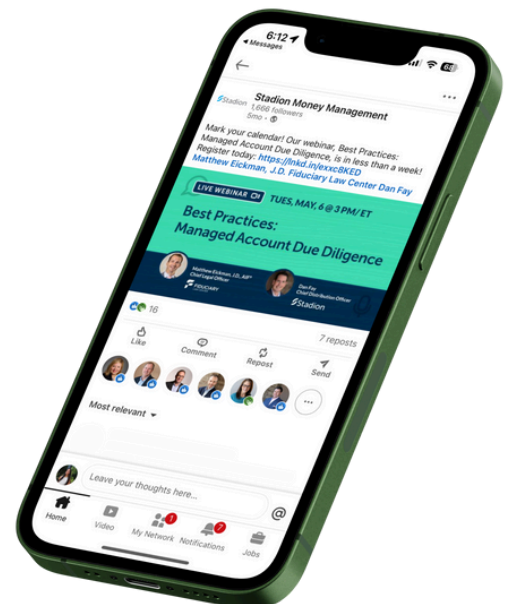 6:12
◀ Messages
68
Stadion
Stadion Money Management
1,666 followers
5mo •
Mark your calendar! Our webinar, Best Practices:
Managed Account Due Diligence, is in less than a week!
Register today: https://lnkd.in/exxc8KED
Matthew Eickman, J.D. Fiduciary Law Center Dan Fay
LIVE WEBINAR
TUES, MAY, 6 @ 3 PM/ ET
Best Practices:
Managed Account Due Diligence
Matthew Eickman, J.D., AIF®
Chief Legal Officer
FIDUCIARY
Dan Fay
Chief Distribution Officer
Stadion
16
7 reposts
Like
Comment
Repost
Send
Most relevant
Leave your thoughts here...
@
Home
Video
My Network
1
Notifications
7
Jobs